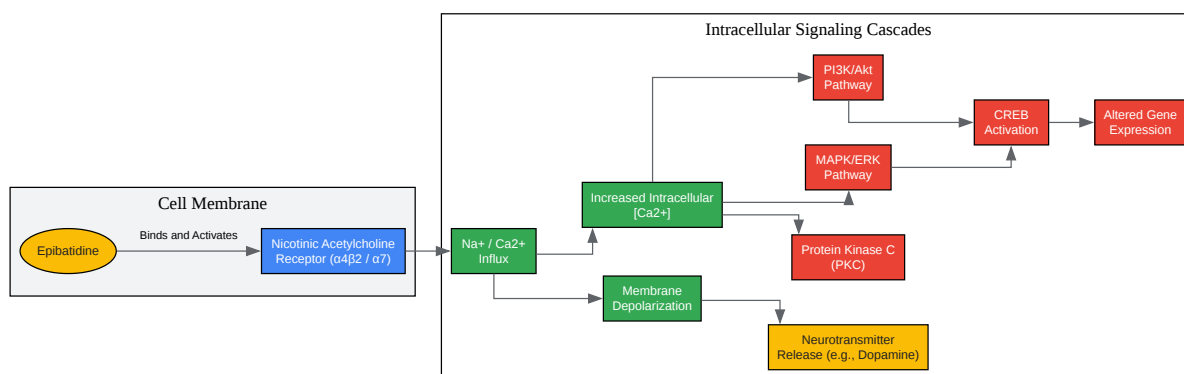 Intracellular Signaling Cascades
PI3K/Akt
Pathway
CREB
Activation
Altered Gene
Expression
MAPK/ERK
Pathway
Cell Membrane
Increased Intracellular
[Ca2+]
Binds and Activates
Epibatidine
Nicotinic Acetylcholine
Receptor (α4β2 / α7)
Na+ / Ca2+
Influx
Protein Kinase C
(PKC)
Membrane
Depolarization
Neurotransmitter
Release (e.g., Dopamine)